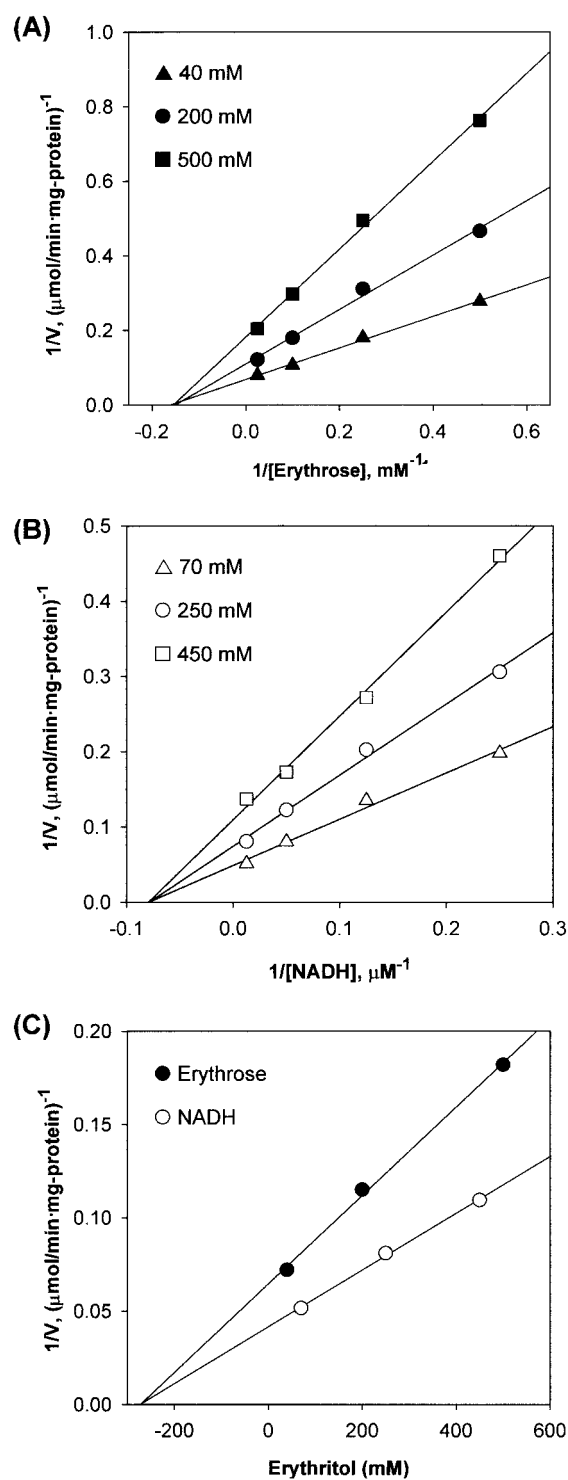 (A)
1/V, (μmol/min·mg-protein)⁻¹
1.0
0.8
0.6
0.4
0.2
0.0
40 mM
200 mM
500 mM
-0.2
0.0
0.2
0.4
0.6
1/[Erythrose], mM⁻¹·
(B)
1/V, (μmol/min·mg-protein)⁻¹
0.5
0.4
0.3
0.2
0.1
0.0
70 mM
250 mM
450 mM
-0.1
0.0
0.1
0.2
0.3
1/[NADH], μM⁻¹
(C)
1/V, (μmol/min·mg-protein)⁻¹
0.20
0.15
0.10
0.05
0.00
Erythrose
NADH
-200
0
200
400
600
Erythritol (mM)